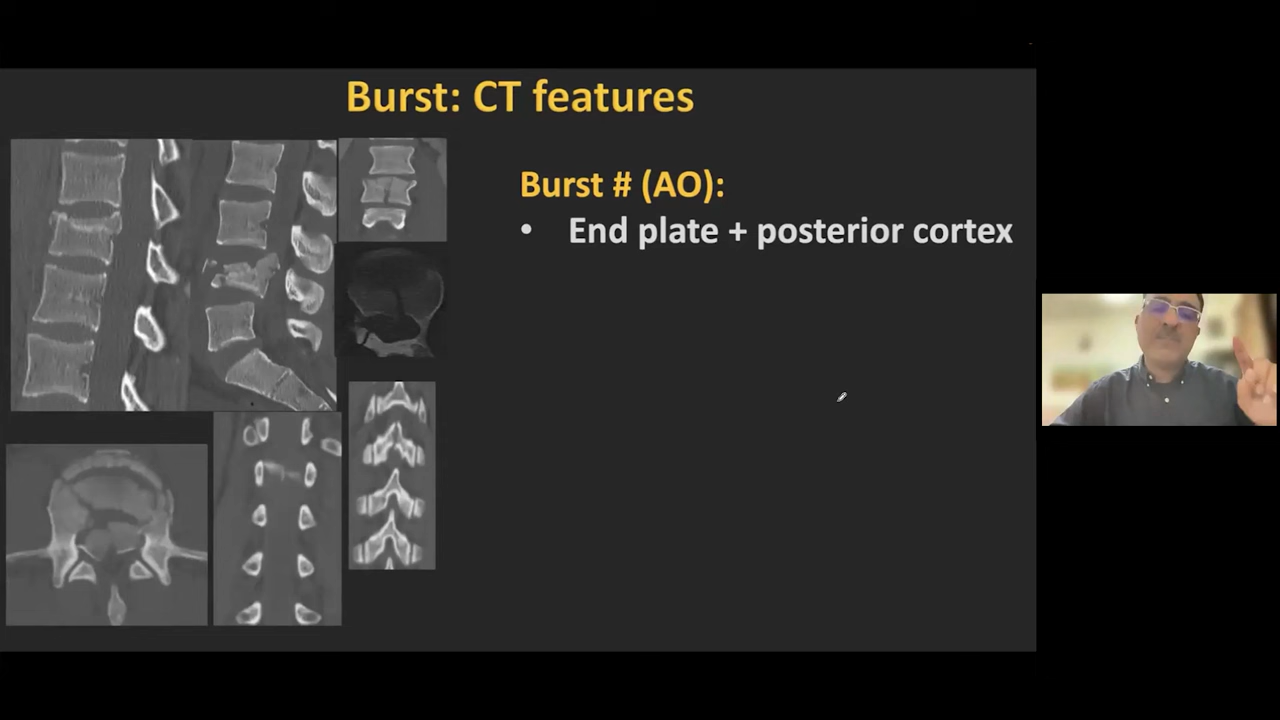 Burst: CT features
Burst # (AO):
• End plate + posterior cortex